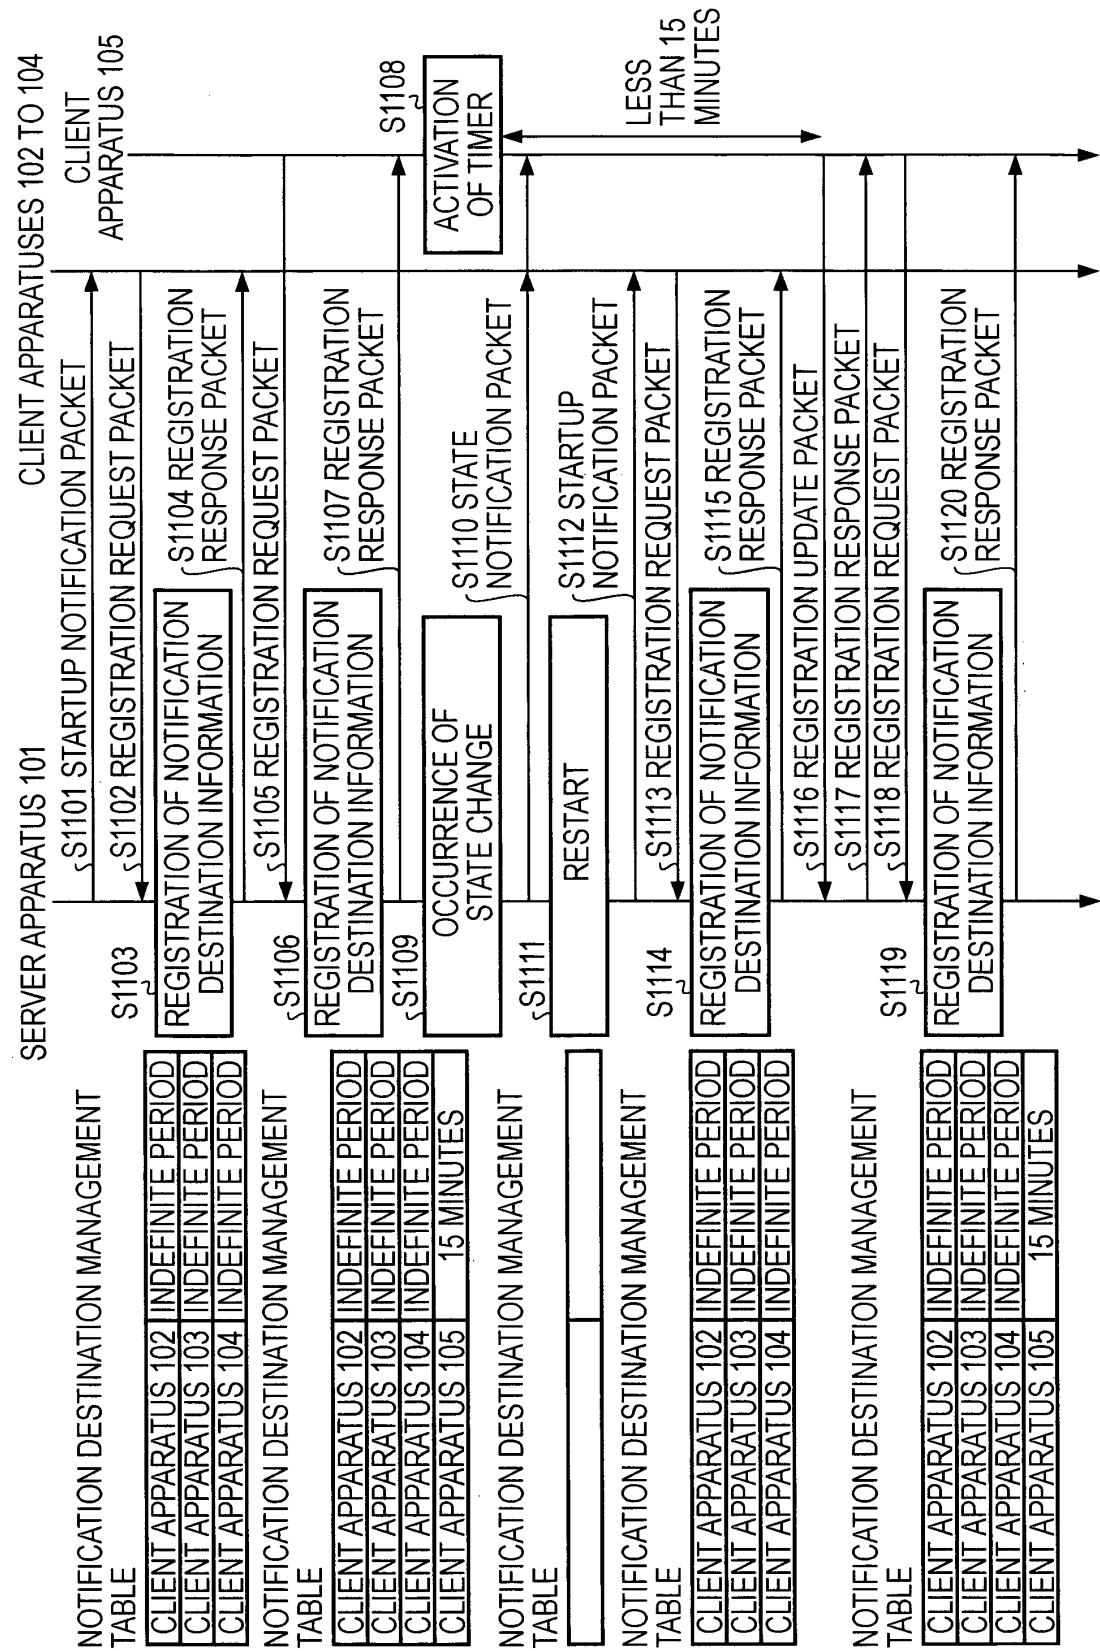 CLIENT APPARATUSES 102 TO 104
CLIENT
APPARATUS 105
SERVER APPARATUS 101
S1101 STARTUP NOTIFICATION PACKET
S1102 REGISTRATION REQUEST PACKET
S1103
REGISTRATION OF NOTIFICATION
DESTINATION INFORMATION
S1104 REGISTRATION
RESPONSE PACKET
NOTIFICATION DESTINATION MANAGEMENT
TABLE
CLIENT APPARATUS 102 INDEFINITE PERIOD
CLIENT APPARATUS 103 INDEFINITE PERIOD
CLIENT APPARATUS 104 INDEFINITE PERIOD
S1105 REGISTRATION REQUEST PACKET
S1106
REGISTRATION OF NOTIFICATION
DESTINATION INFORMATION
S1107 REGISTRATION
RESPONSE PACKET
NOTIFICATION DESTINATION MANAGEMENT
TABLE
CLIENT APPARATUS 102 INDEFINITE PERIOD
CLIENT APPARATUS 103 INDEFINITE PERIOD
CLIENT APPARATUS 104 INDEFINITE PERIOD
CLIENT APPARATUS 105 15 MINUTES
S1108
ACTIVATION
OF TIMER
S1109
OCCURRENCE OF
STATE CHANGE
S1110 STATE
NOTIFICATION PACKET
LESS
THAN 15
MINUTES
S1111
RESTART
NOTIFICATION DESTINATION MANAGEMENT
TABLE
S1112 STARTUP
NOTIFICATION PACKET
S1113 REGISTRATION REQUEST PACKET
S1114
REGISTRATION OF NOTIFICATION
DESTINATION INFORMATION
S1115 REGISTRATION
RESPONSE PACKET
NOTIFICATION DESTINATION MANAGEMENT
TABLE
CLIENT APPARATUS 102 INDEFINITE PERIOD
CLIENT APPARATUS 103 INDEFINITE PERIOD
CLIENT APPARATUS 104 INDEFINITE PERIOD
S1116 REGISTRATION UPDATE PACKET
S1117 REGISTRATION RESPONSE PACKET
S1118 REGISTRATION REQUEST PACKET
S1119
REGISTRATION OF NOTIFICATION
DESTINATION INFORMATION
S1120 REGISTRATION
RESPONSE PACKET
NOTIFICATION DESTINATION MANAGEMENT
TABLE
CLIENT APPARATUS 102 INDEFINITE PERIOD
CLIENT APPARATUS 103 INDEFINITE PERIOD
CLIENT APPARATUS 104 INDEFINITE PERIOD
CLIENT APPARATUS 105 15 MINUTES